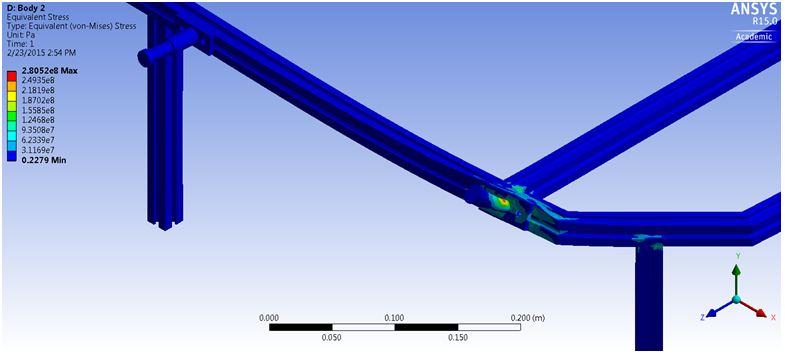 D: Body 2
Equivalent Stress
Type: Equivalent (von-Mises) Stress
Unit: Pa
Time: 1
2/23/2015 2:54 PM
2.8052e8 Max
2.4935e8
2.1819e8
1.8702e8
1.5585e8
1.2468e8
9.3508e7
6.2339e7
3.1169e7
0.2279 Min
ANSYS
R15.0
Academic
0.000
0.100
0.200 (m)
0.050
0.150
Y
Z
X